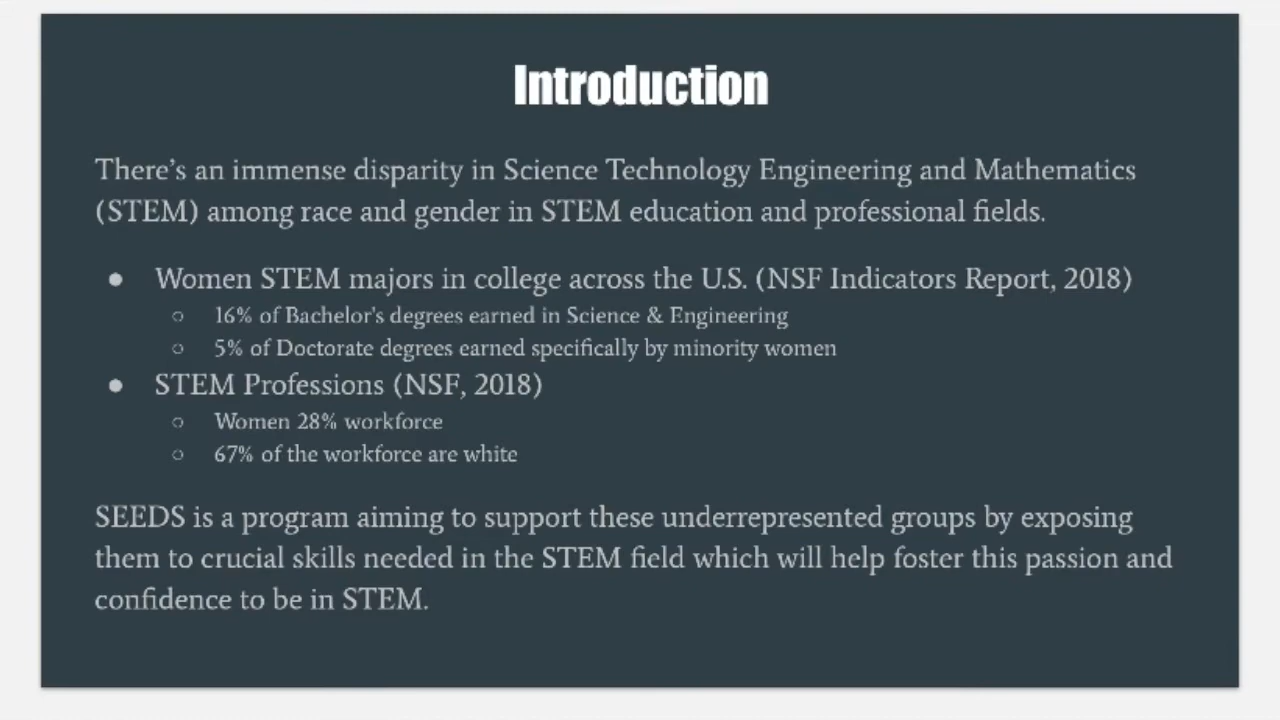 Introduction
There's an immense disparity in Science Technology Engineering and Mathematics
(STEM) among race and gender in STEM education and professional fields.
● Women STEM majors in college across the U.S. (NSF Indicators Report, 2018)
○ 16% of Bachelor's degrees earned in Science & Engineering
○ 5% of Doctorate degrees earned specifically by minority women
● STEM Professions (NSF, 2018)
○ Women 28% workforce
○ 67% of the workforce are white
SEEDS is a program aiming to support these underrepresented groups by exposing
them to crucial skills needed in the STEM field which will help foster this passion and
confidence to be in STEM.